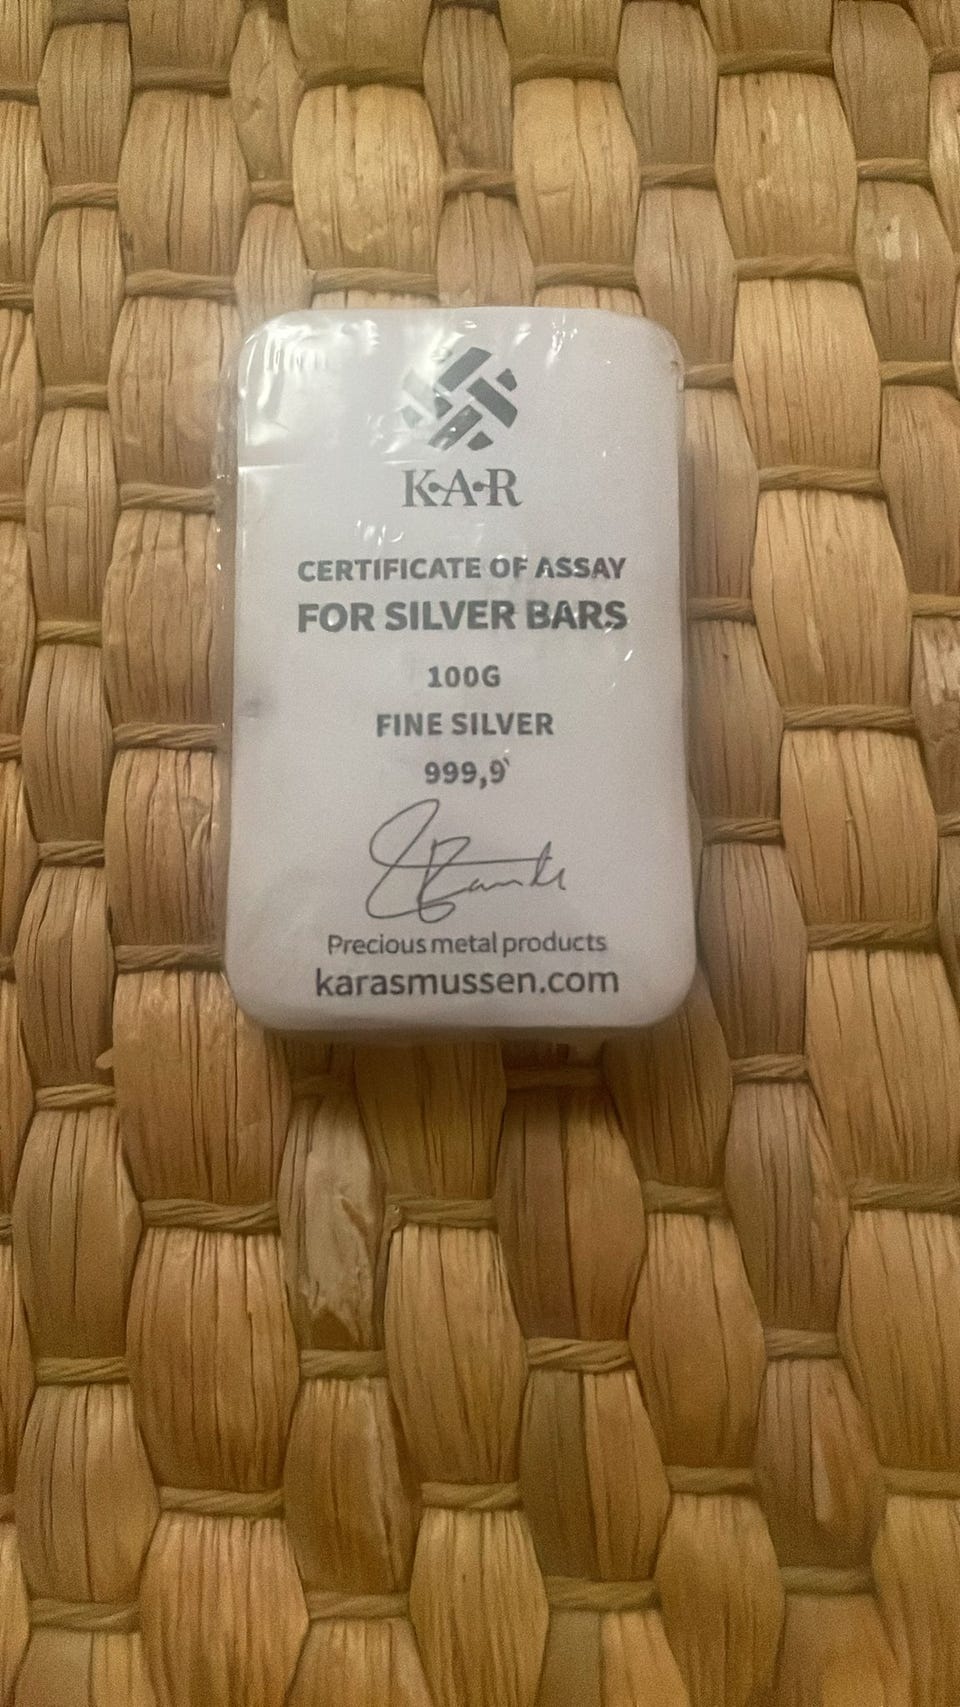 K·A·R
CERTIFICATE OF ASSAY
FOR SILVER BARS
100G
FINE SILVER
999,9`
Precious metal products
karasmussen.com